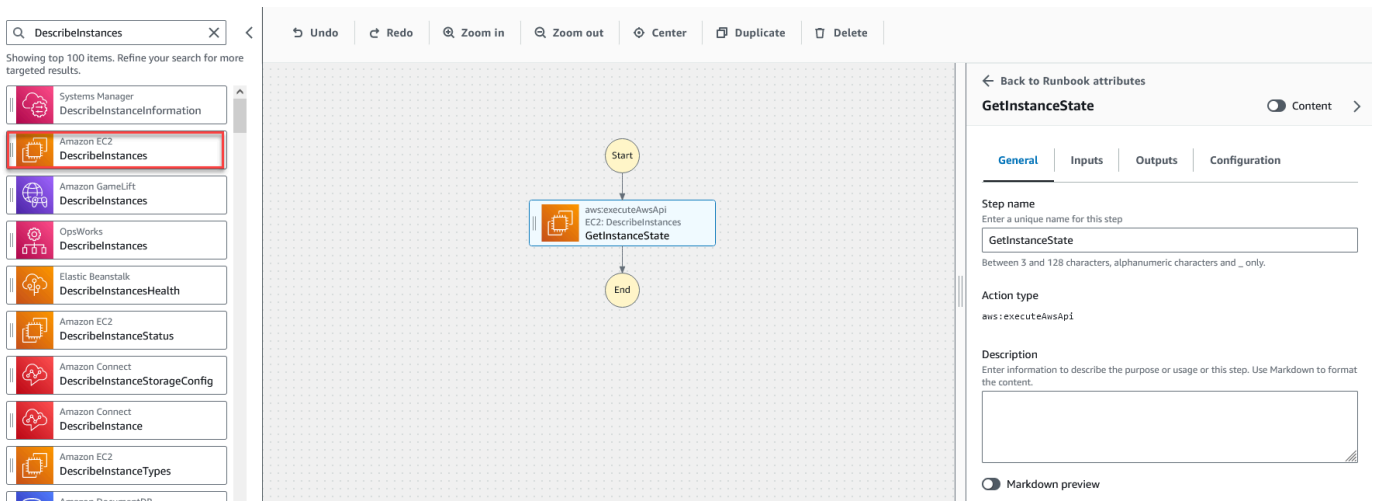 DescribeInstances
Showing top 100 items. Refine your search for more
targeted results.
Systems Manager
DescribeInstanceInformation
Amazon EC2
DescribeInstances
Amazon GameLift
DescribeInstances
OpsWorks
DescribeInstances
Elastic Beanstalk
DescribeInstancesHealth
Amazon EC2
DescribeInstanceStatus
Amazon Connect
DescribeInstanceStorageConfig
Amazon Connect
DescribeInstance
Amazon EC2
DescribeInstanceTypes
Amazon DocumentDB
Undo Redo Zoom in Zoom out Center Duplicate Delete
Start
aws:executeAwsApi
EC2: DescribeInstances
GetInstanceState
End
Back to Runbook attributes
GetInstanceState Content
General Inputs Outputs Configuration
Step name
Enter a unique name for this step
GetInstanceState
Between 3 and 128 characters, alphanumeric characters and _ only.
Action type
aws:executeAwsApi
Description
Enter information to describe the purpose or usage or this step. Use Markdown to format
the content.
Markdown preview